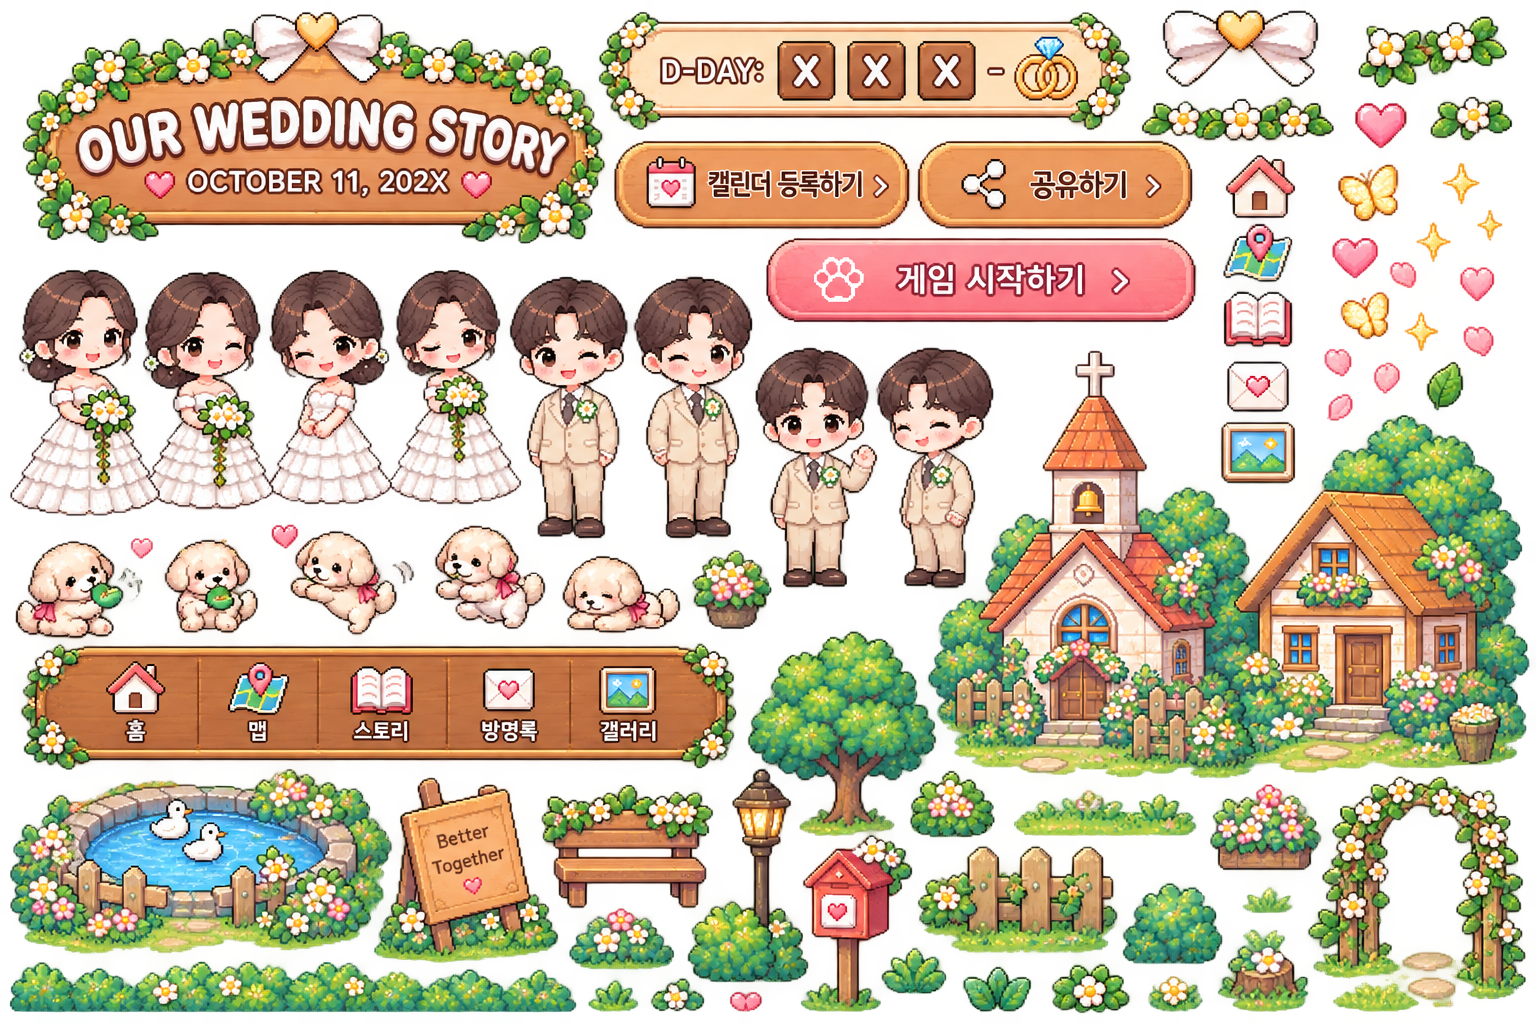 OUR WEDDING STORY
OCTOBER 11, 202X
D-DAY: X X X -
캘린더 등록하기 >
공유하기 >
게임 시작하기 >
홈
맵
스토리
방명록
갤러리
Better
Together